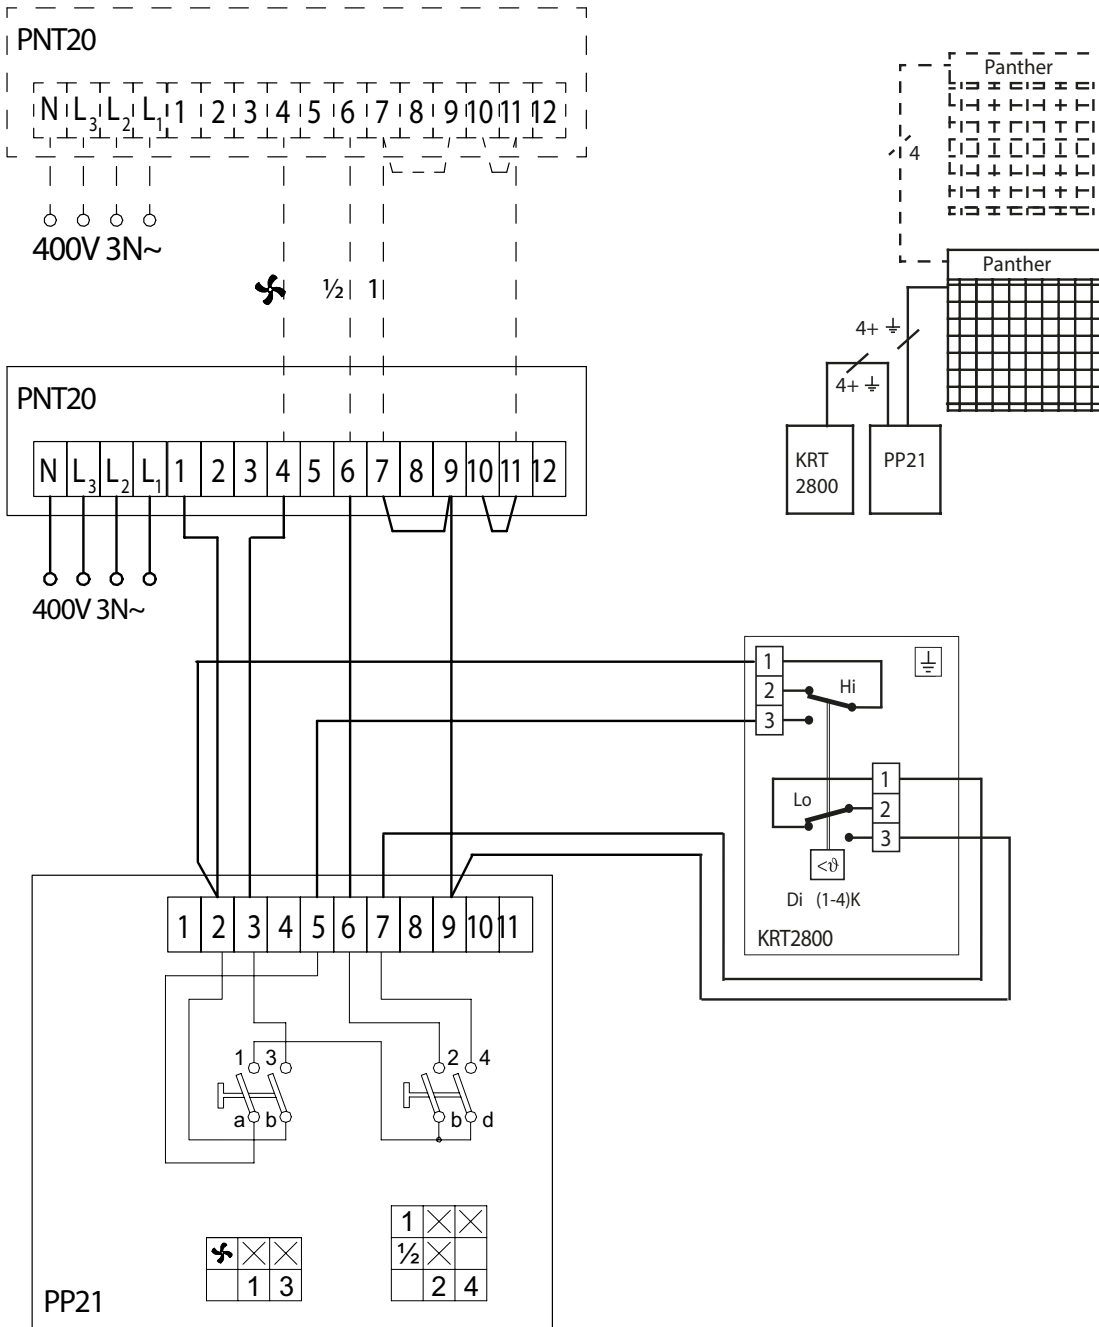 PNT20
N L3 L2 L1 1 2 3 4 5 6 7 8 9 10 11 12
400V 3N~
½ 1
Panther
4
Panther
4+
4+
KRT
2800
PP21
PNT20
N L3 L2 L1 1 2 3 4 5 6 7 8 9 10 11 12
400V 3N~
1
2
3
Hi
1
2
3
Lo
<ϑ
Di (1-4)K
KRT2800
1 2 3 4 5 6 7 8 9 10 11
1 3
a b
2 4
b d
1
½
2 4
1 3
PP21